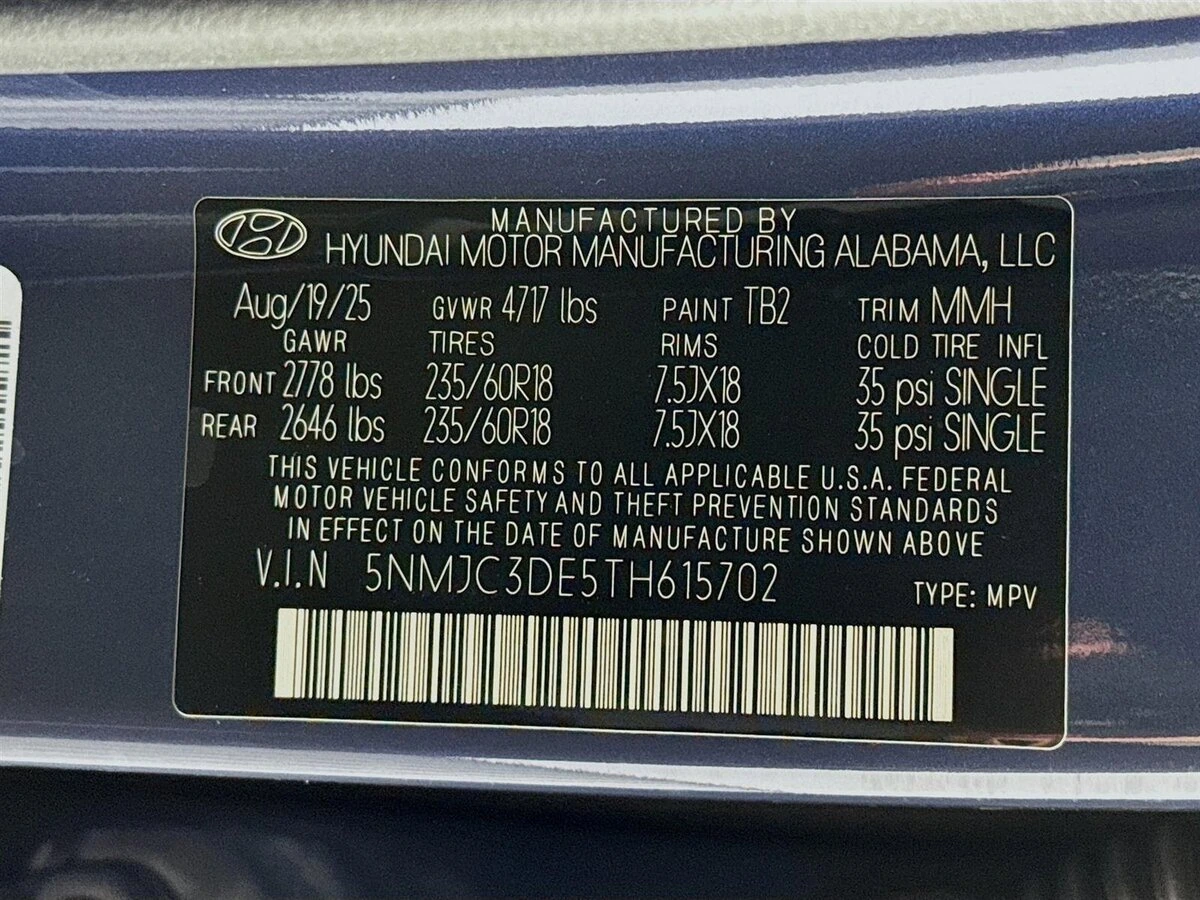 MANUFACTURED BY
HYUNDAI MOTOR MANUFACTURING ALABAMA, LLC
Aug/19/25 GVWR 4717 lbs PAINT TB2 TRIM MMH
GAWR TIRES RIMS COLD TIRE INFL
FRONT 2778 lbs 235/60R18 7.5JX18 35 psi SINGLE
REAR 2646 lbs 235/60R18 7.5JX18 35 psi SINGLE
THIS VEHICLE CONFORMS TO ALL APPLICABLE U.S.A. FEDERAL
MOTOR VEHICLE SAFETY AND THEFT PREVENTION STANDARDS
IN EFFECT ON THE DATE OF MANUFACTURE SHOWN ABOVE
V.I.N 5NMJC3DE5TH615702 TYPE: MPV